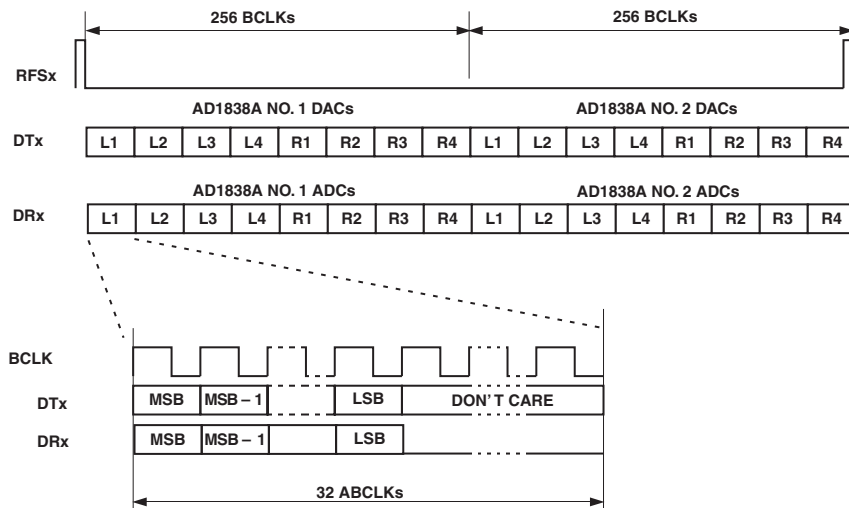 256 BCLKs 256 BCLKs
RFSx
AD1838A NO. 1 DACs AD1838A NO. 2 DACs
DTx L1 L2 L3 L4 R1 R2 R3 R4 L1 L2 L3 L4 R1 R2 R3 R4
AD1838A NO. 1 ADCs AD1838A NO. 2 ADCs
DRx L1 L2 L3 L4 R1 R2 R3 R4 L1 L2 L3 L4 R1 R2 R3 R4
BCLK
DTx MSB MSB – 1 LSB DON'T CARE
DRx MSB MSB – 1 LSB
32 ABCLKs